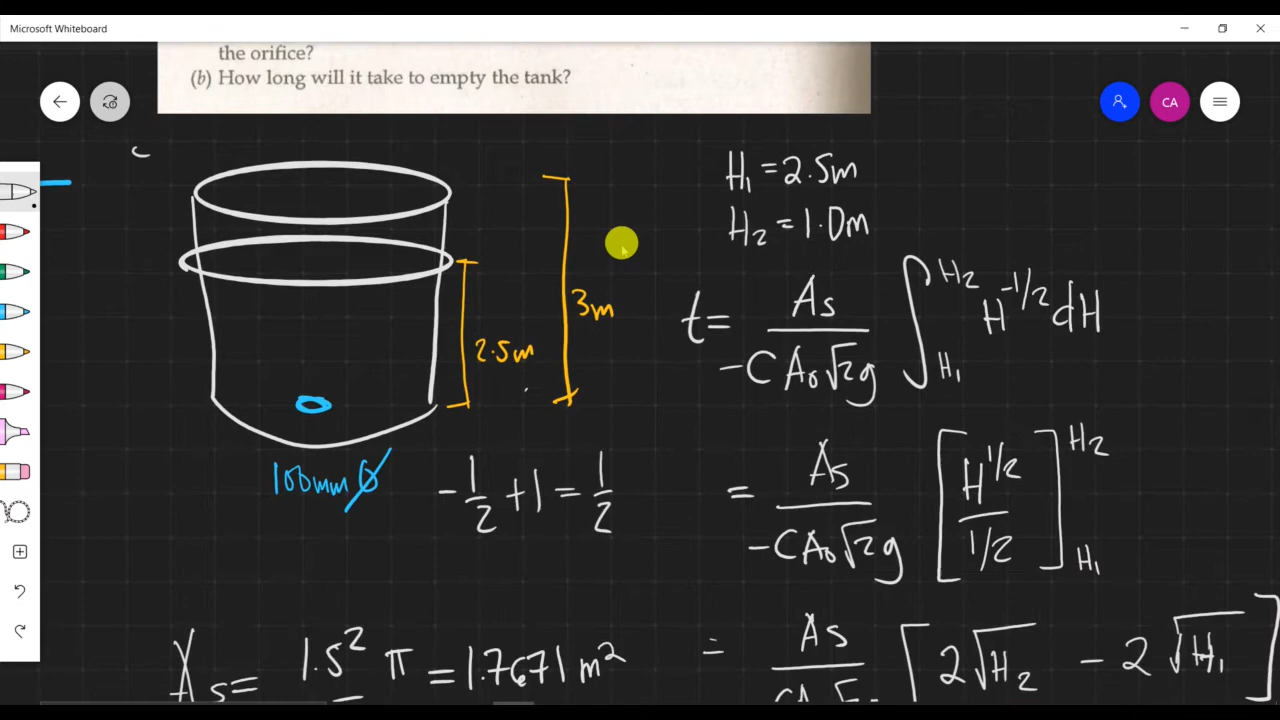 Microsoft Whiteboard
the orifice?
(b) How long will it take to empty the tank?
CA
H₁ = 2.5m
H₂ = 1.0m
3m
2.5m
t = As / -CA₀√2g ∫ H₁ H₂ H^-1/2 dH
100mm Ø
-1/2 + 1 = 1/2
= As / -CA₀√2g [H^1/2 / 1/2] H₂ H₁
As = 1.5² π = 1.7671 m²
= As [2√H₂ - 2√H₁]